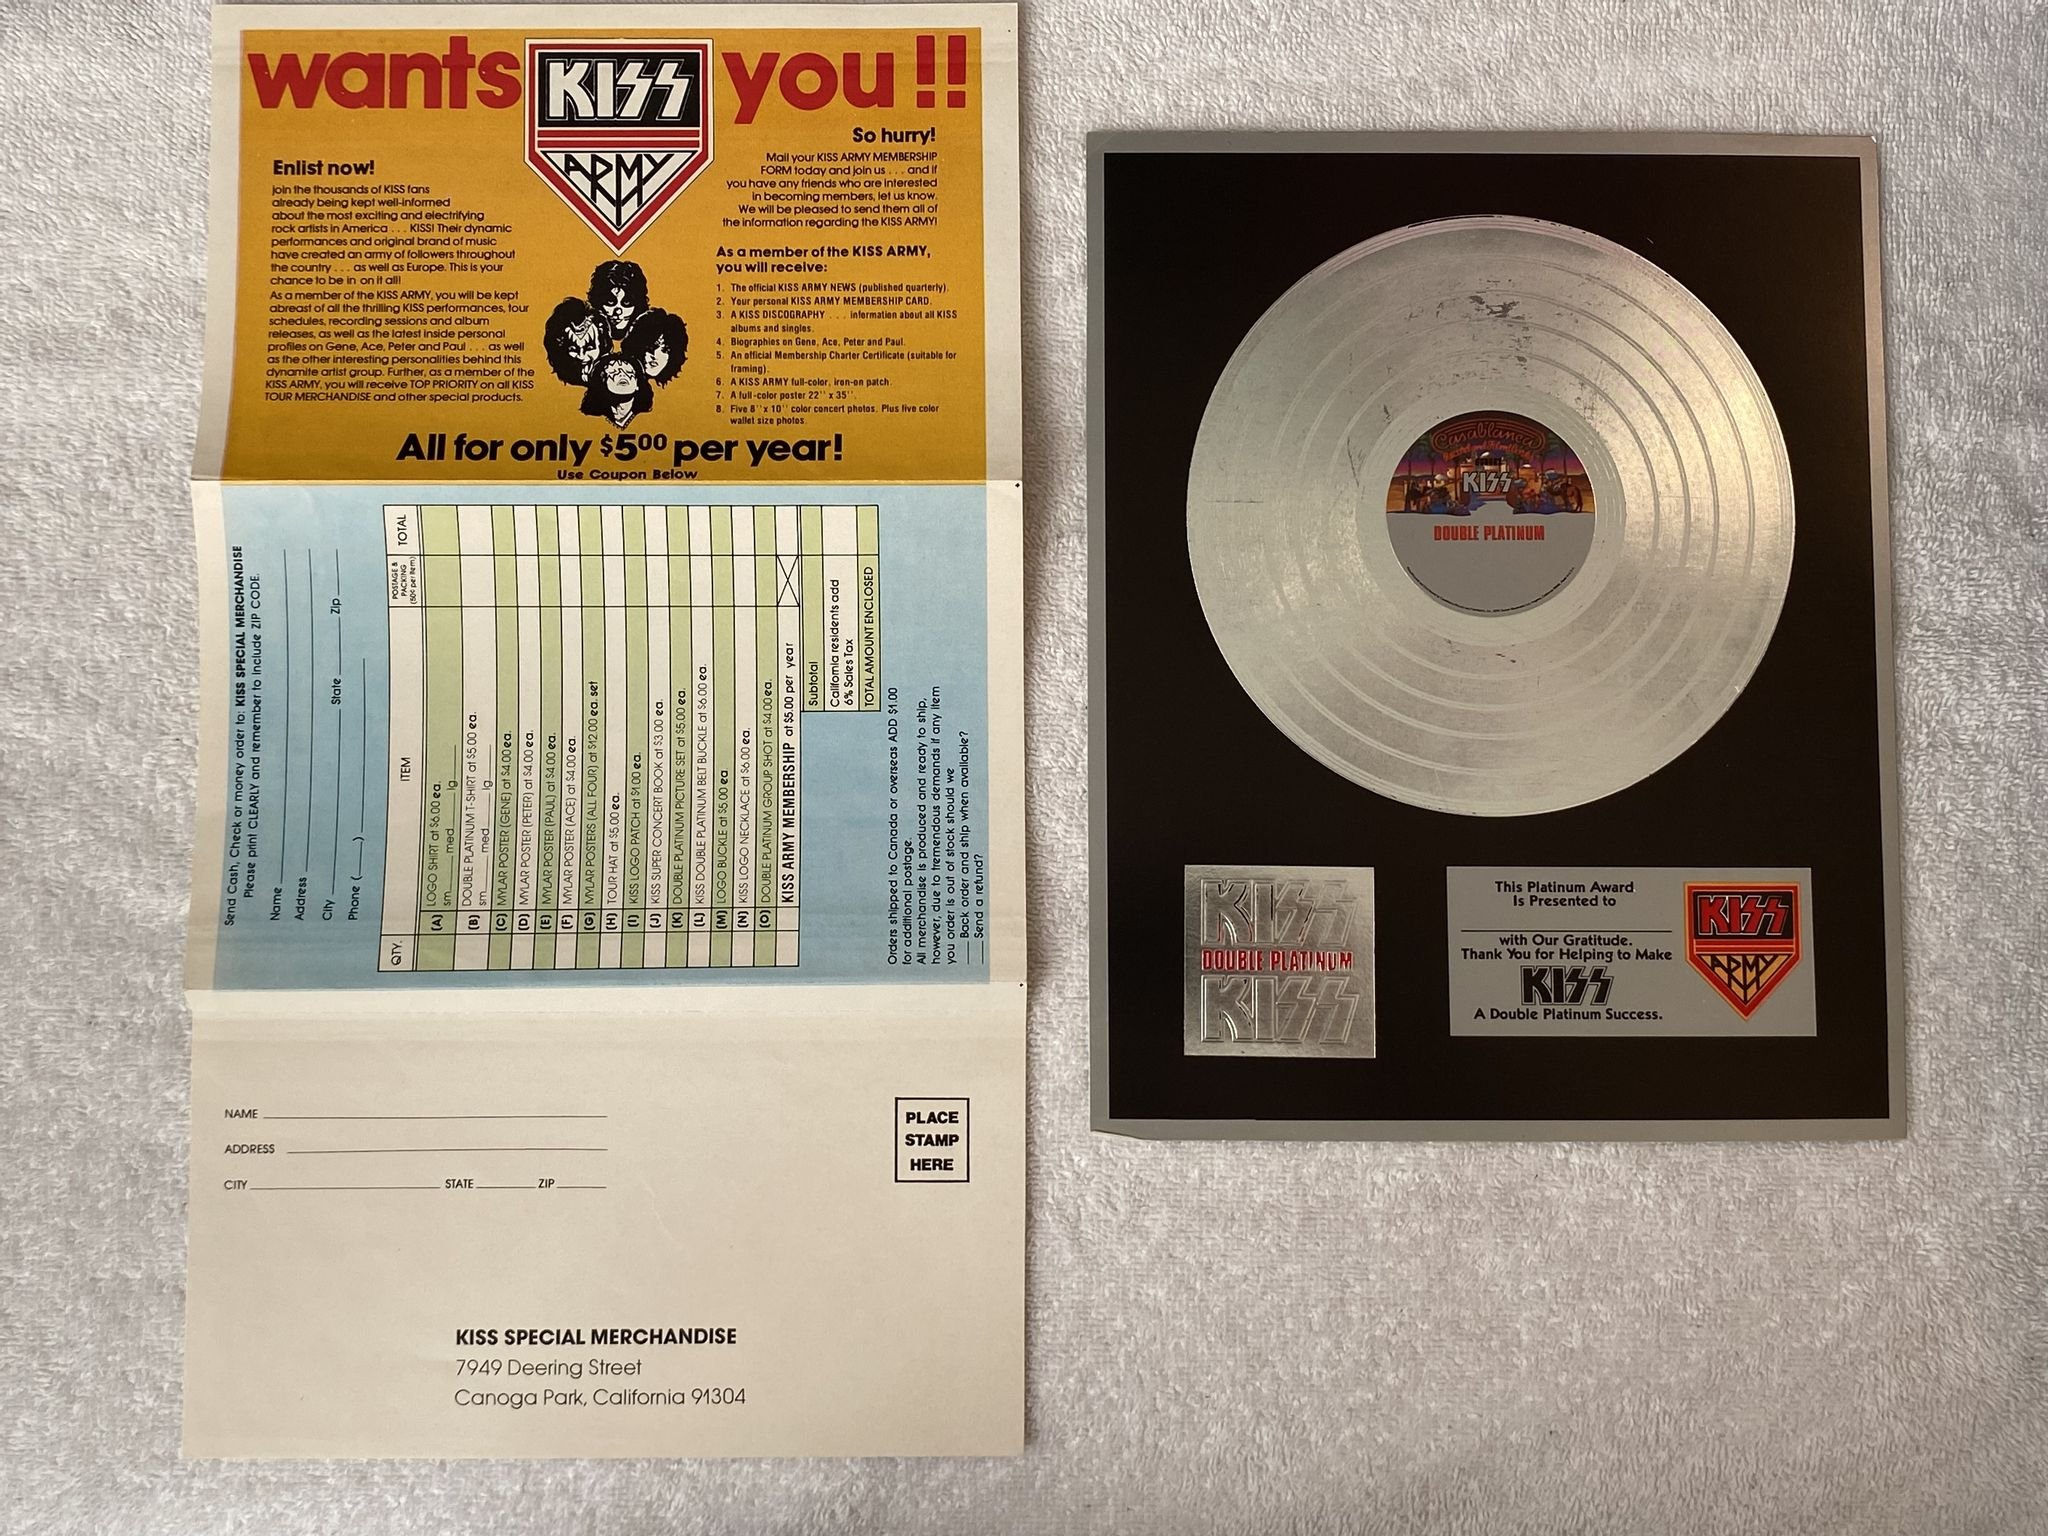 wants KISS ARMY you!!
Enlist now!
Join the thousands of KISS fans
already being kept well-informed
about the most exciting and electrifying
rock artists in America . . . KISS! Their dynamic
performances and original brand of music
have created an army of followers throughout
the country . . . as well as Europe. This is your
chance to be in on it all!
As a member of the KISS ARMY, you will be kept
abreast of all the thrilling KISS performances, tour
schedules, recording sessions and album
releases, as well as the latest inside personal
profiles on Gene, Ace, Peter and Paul . . . as well
as the other interesting personalities behind this
dynamite artist group. Further, as a member of the
KISS ARMY, you will receive TOP PRIORITY on all KISS
TOUR MERCHANDISE and other special products.
So hurry!
Mail your KISS ARMY MEMBERSHIP
FORM today and join us . . . and if
you have any friends who are interested
in becoming members, let us know.
We will be pleased to send them all of
the information regarding the KISS ARMY!
As a member of the KISS ARMY,
you will receive:
1. The official KISS ARMY NEWS (published quarterly).
2. Your personal KISS ARMY MEMBERSHIP CARD.
3. A KISS DISCOGRAPHY . . . information about all KISS
albums and singles.
4. Biographies on Gene, Ace, Peter and Paul.
5. An official Membership Charter Certificate (suitable for
framing).
6. A KISS ARMY full-color, iron-on patch.
7. A full-color poster 22'' x 35''.
8. Five 8'' x 10'' color concert photos. Plus five color
wallet size photos.
All for only $5.00 per year!
Use Coupon Below
Send Cash, Check or money order to: KISS SPECIAL MERCHANDISE
Please print CLEARLY and remember to include ZIP CODE.
Name
Address
City State Zip
Phone ( )
QTY. ITEM POSTAGE & PACKING (50¢ per item) TOTAL
(A) LOGO SHIRT at $6.00 ea.
sm med lg
(B) DOUBLE PLATINUM T-SHIRT at $5.00 ea.
sm med lg
(C) MYLAR POSTER (GENE) at $4.00 ea.
(D) MYLAR POSTER (PETER) at $4.00 ea.
(E) MYLAR POSTER (PAUL) at $4.00 ea.
(F) MYLAR POSTER (ACE) at $4.00 ea.
(G) MYLAR POSTERS (ALL FOUR) at $12.00 ea. set
(H) TOUR HAT at $5.00 ea.
(I) KISS LOGO PATCH at $1.00 ea.
(J) KISS SUPER CONCERT BOOK at $3.00 ea.
(K) DOUBLE PLATINUM PICTURE SET at $5.00 ea.
(L) KISS DOUBLE PLATINUM BELT BUCKLE at $6.00 ea.
(M) LOGO BUCKLE at $5.00 ea
(N) KISS LOGO NECKLACE at $6.00 ea.
(O) DOUBLE PLATINUM GROUP SHOT at $4.00 ea.
KISS ARMY MEMBERSHIP at $5.00 per year
Subtotal
California residents add
6% Sales Tax
TOTAL AMOUNT ENCLOSED
Orders shipped to Canada or overseas ADD $1.00
for additional postage.
All merchandise is produced and ready to ship,
however, due to tremendous demands if any item
you order is out of stock should we
Back order and ship when available?
Send a refund?
NAME
ADDRESS
CITY STATE ZIP
PLACE
STAMP
HERE
KISS SPECIAL MERCHANDISE
7949 Deering Street
Canoga Park, California 91304
Casablanca
Record and FilmWorks
KISS
DOUBLE PLATINUM
KISS
DOUBLE PLATINUM
KISS
This Platinum Award
Is Presented to
with Our Gratitude.
Thank You for Helping to Make
KISS
A Double Platinum Success.
KISS
ARMY